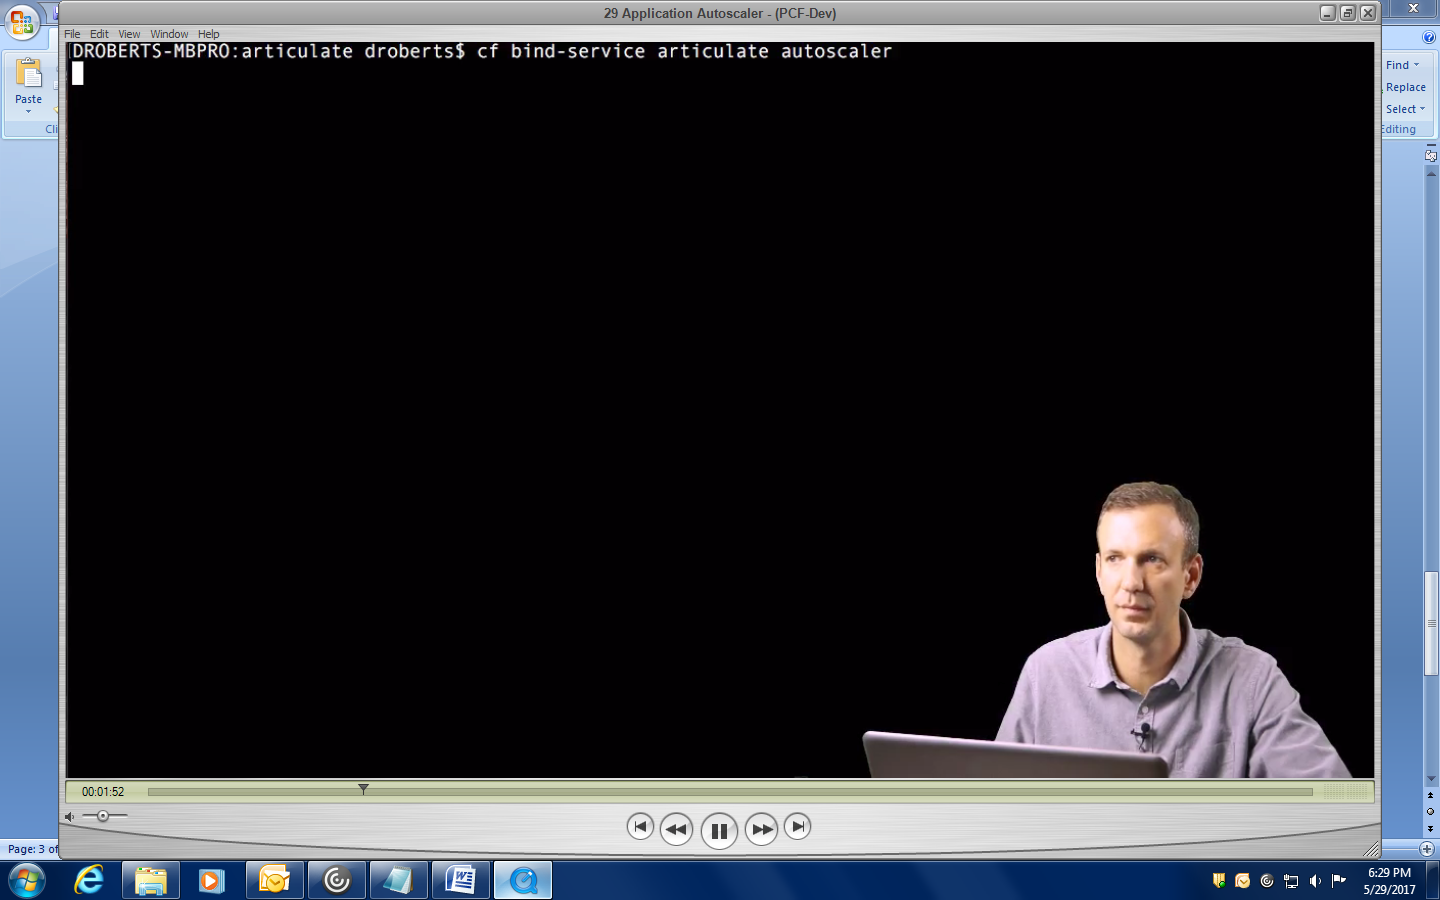 29 Application Autoscaler - (PCF-Dev)
File Edit View Window Help
DROBERTS-MBPRO:articulate droberts$ cf bind-service articulate autoscaler
Paste
Find
Replace
Select
Cli
Editing
00:01:52
Page: 3 of
6:29 PM
5/29/2017